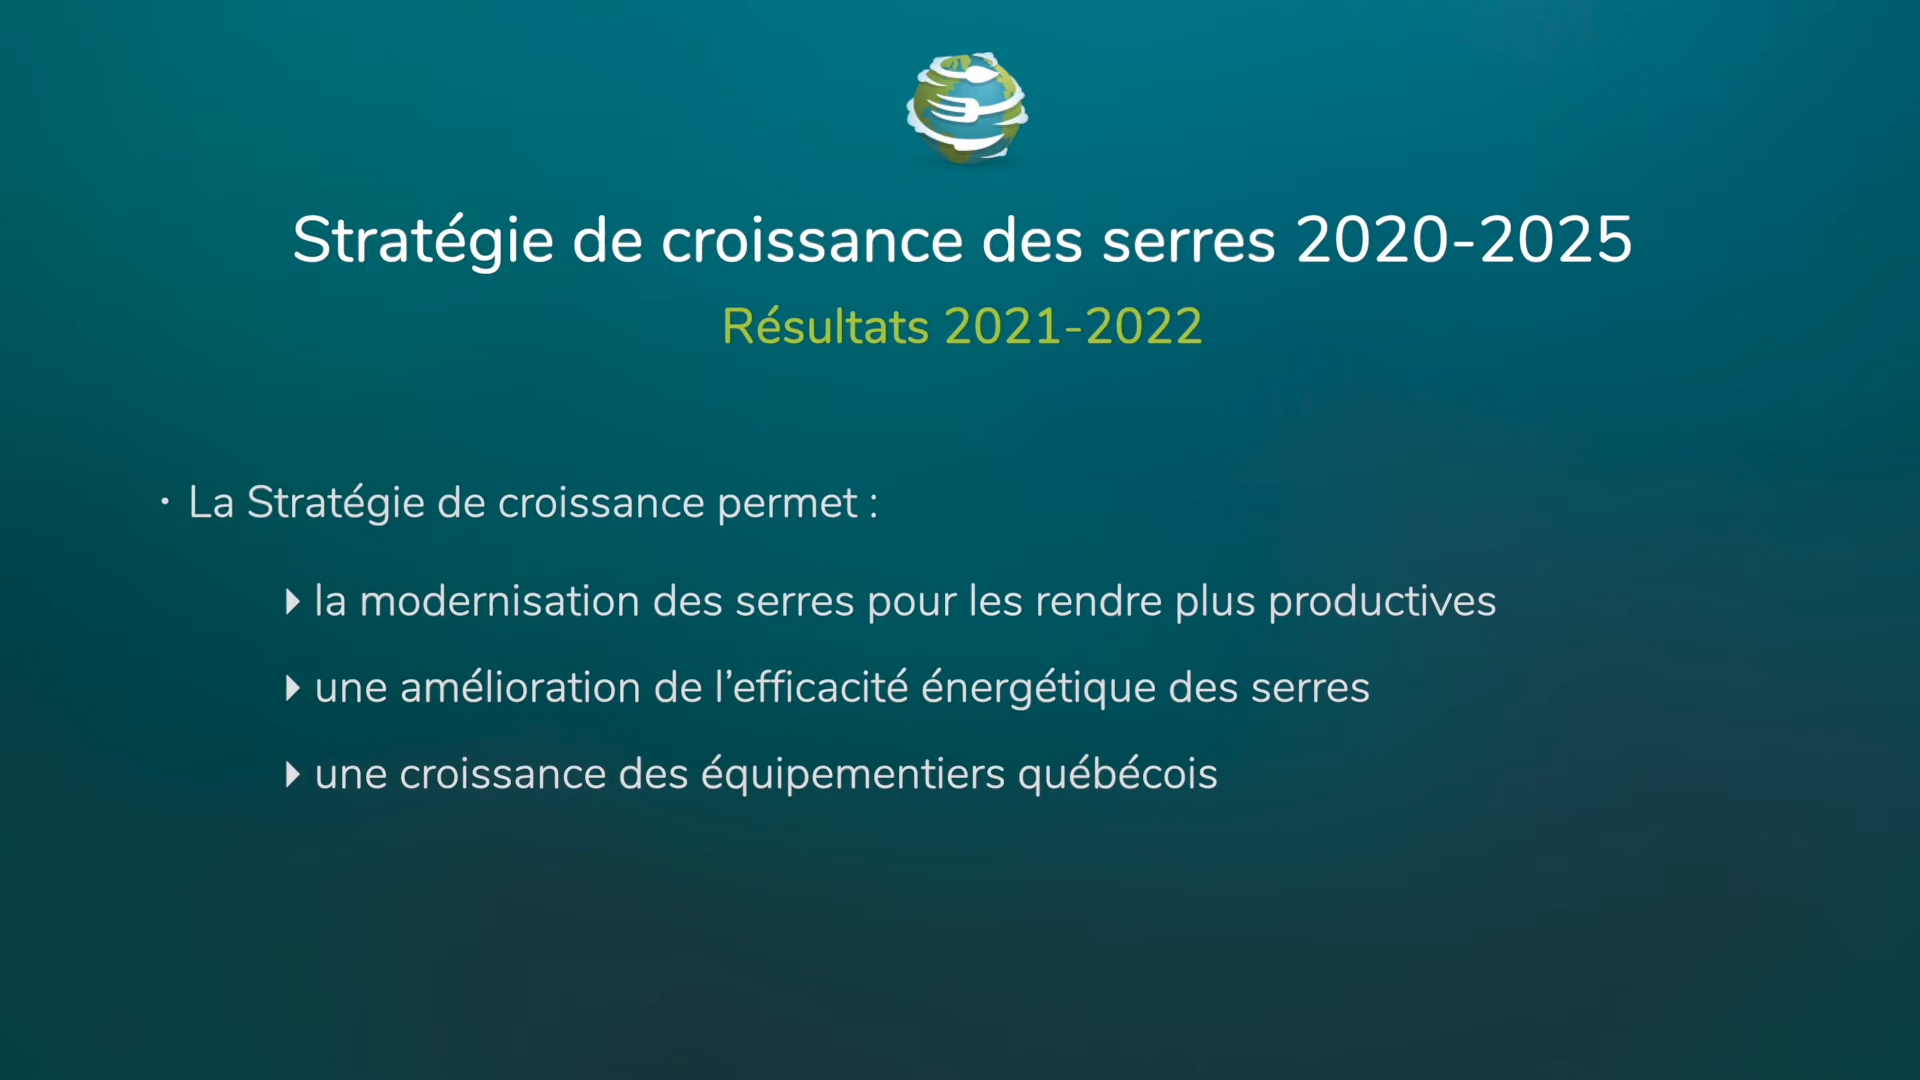 Stratégie de croissance des serres 2020-2025
Résultats 2021-2022
· La Stratégie de croissance permet :
la modernisation des serres pour les rendre plus productives
une amélioration de l’efficacité énergétique des serres
une croissance des équipementiers québécois